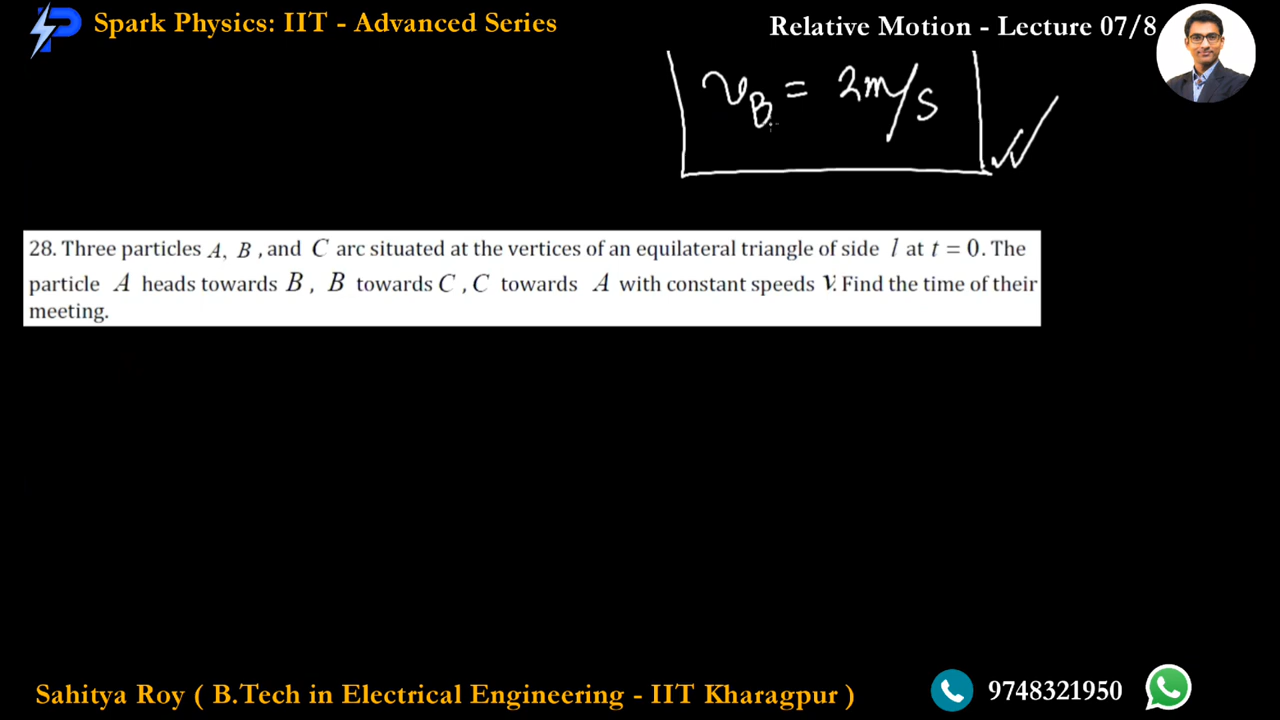 Spark Physics: IIT - Advanced Series
Relative Motion - Lecture 07/8
v_B = 2m/s
28. Three particles A, B, and C arc situated at the vertices of an equilateral triangle of side l at t = 0. The
particle A heads towards B, B towards C, C towards A with constant speeds v. Find the time of their
meeting.
Sahitya Roy ( B.Tech in Electrical Engineering - IIT Kharagpur )
9748321950